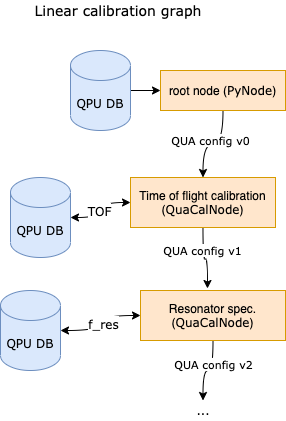 Linear calibration graph
QPU DB
root node (PyNode)
QUA config v0
QPU DB
TOF
Time of flight calibration
(QuaCalNode)
QUA config v1
QPU DB
f_res
Resonator spec.
(QuaCalNode)
QUA config v2
...